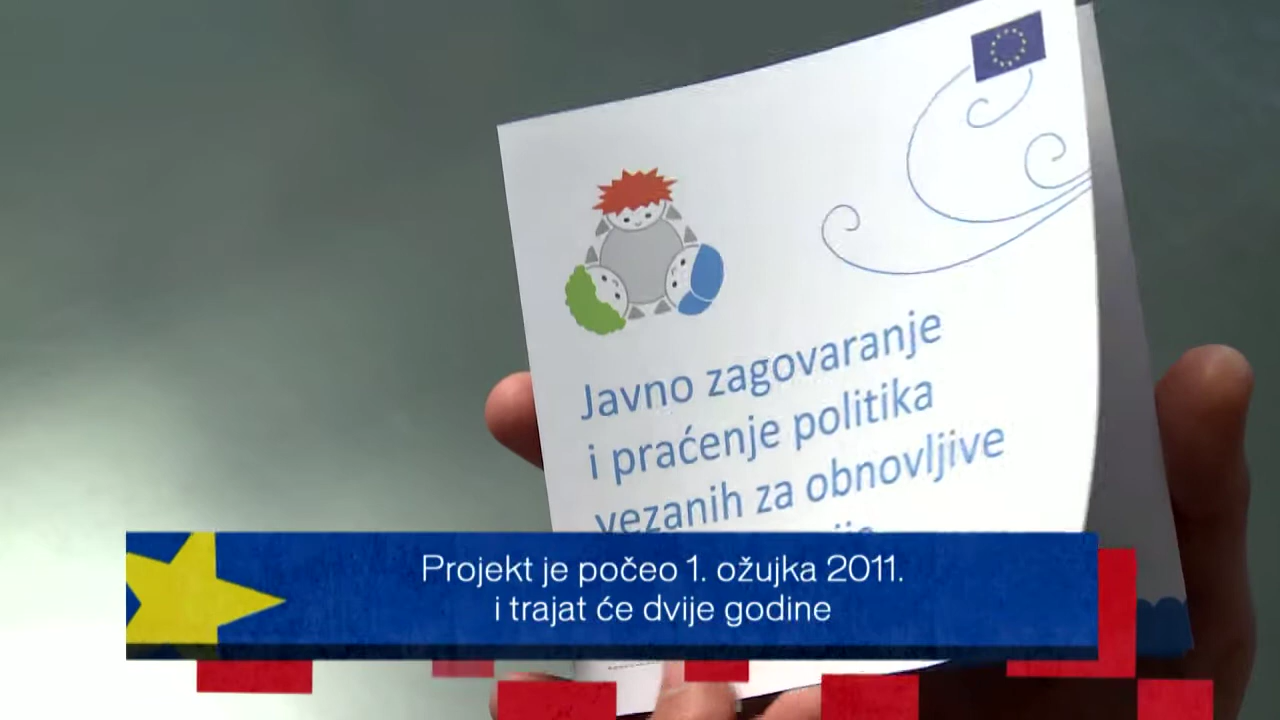 Javno zagovaranje
i praćenje politika
vezanih za obnovljive
Projekt je počeo 1. ožujka 2011.
i trajat će dvije godine